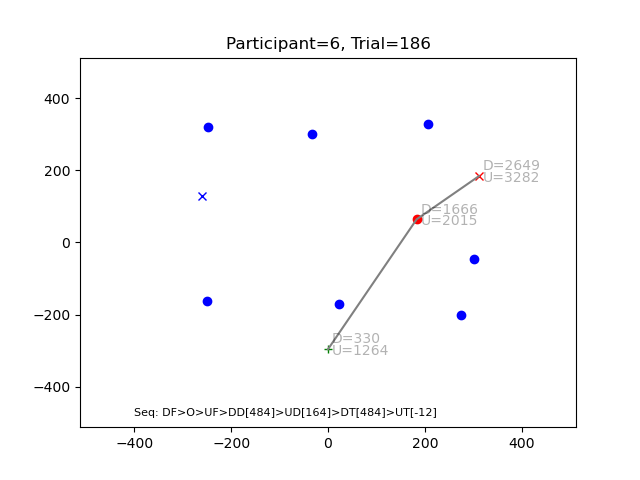 Participant=6, Trial=186
400
200
0
−200
−400
D=2649
U=3282
D=1666
U=2015
D=330
U=1264
Seq: DF>O>UF>DD[484]>UD[164]>DT[484]>UT[-12]
−400
−200
0
200
400